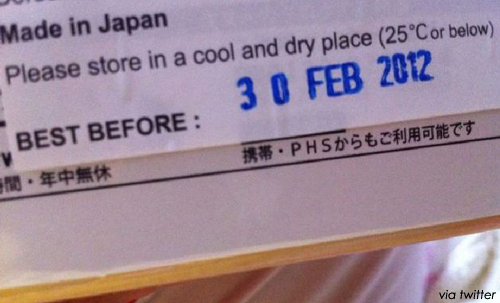 Made in Japan
Please store in a cool and dry place (25°C or below)
BEST BEFORE :
30 FEB 2012
携帯・PHSからもご利用可能です
間・年中無休
via twitter